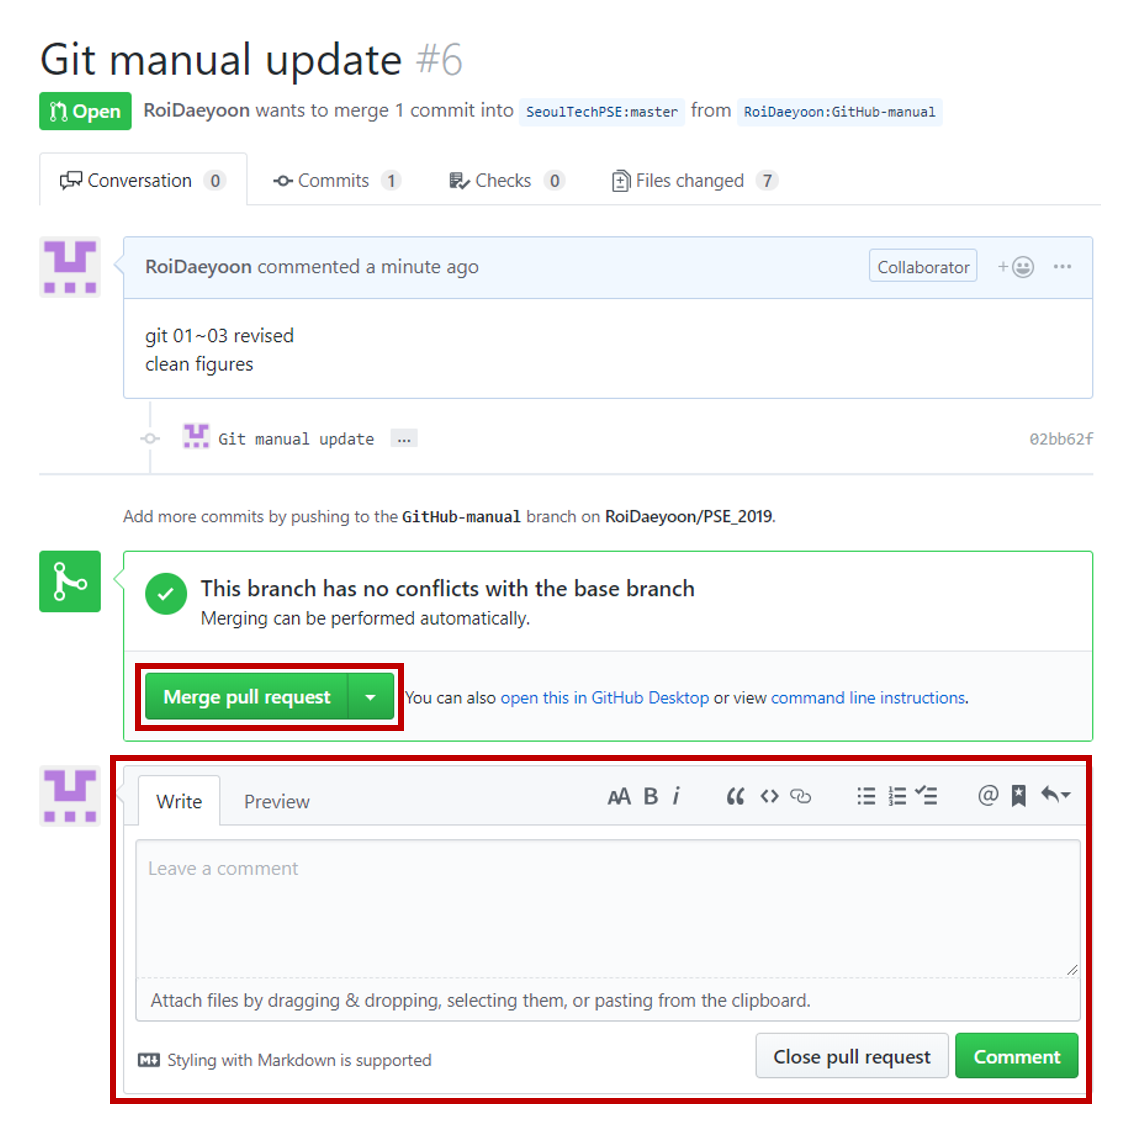 Git manual update #6
Open RoiDaeyoon wants to merge 1 commit into SeoulTechPSE:master from RoiDaeyoon:GitHub-manual
Conversation 0 Commits 1 Checks 0 Files changed 7
RoiDaeyoon commented a minute ago Collaborator + ...
git 01~03 revised
clean figures
Git manual update ... 02bb62f
Add more commits by pushing to the GitHub-manual branch on RoiDaeyoon/PSE_2019.
This branch has no conflicts with the base branch
Merging can be performed automatically.
Merge pull request You can also open this in GitHub Desktop or view command line instructions.
Write Preview AA B i “ <> @
Leave a comment
Attach files by dragging & dropping, selecting them, or pasting from the clipboard.
M Styling with Markdown is supported Close pull request Comment